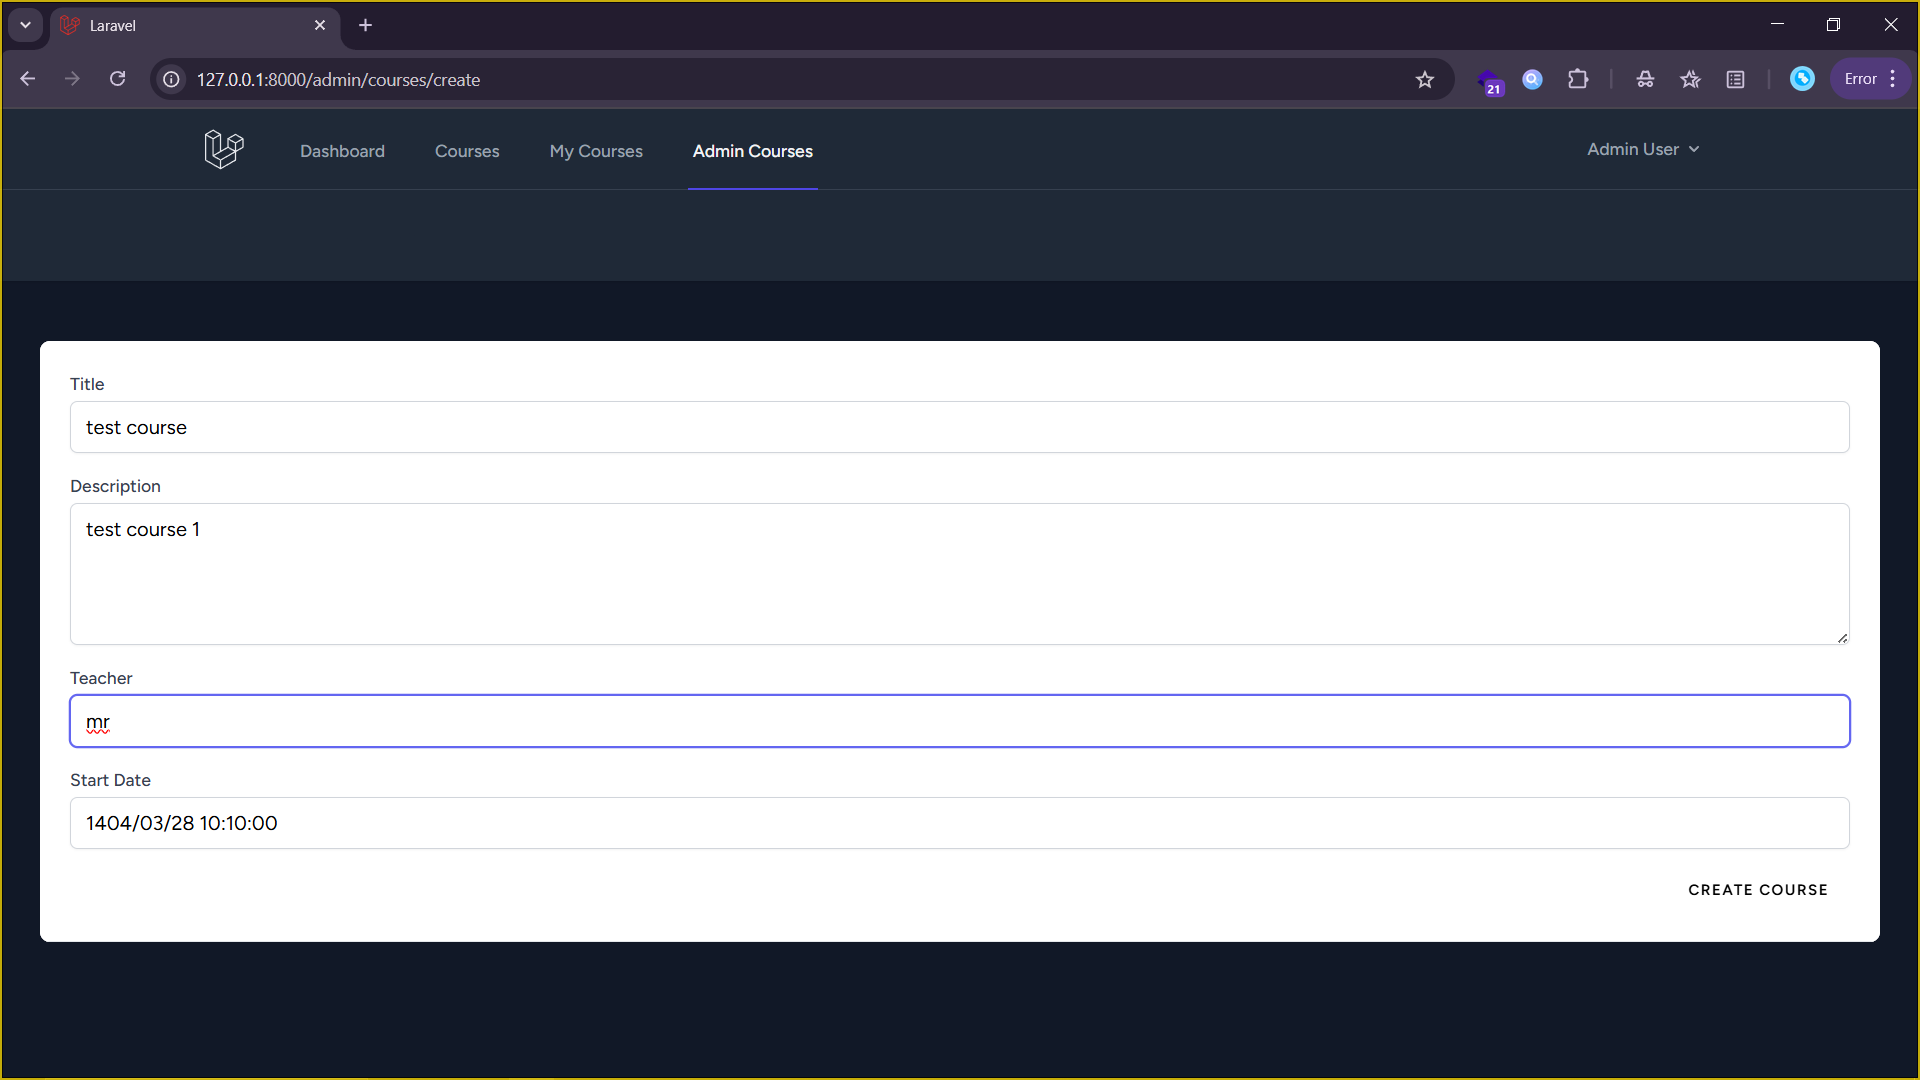 Laravel
127.0.0.1:8000/admin/courses/create
21
Error
Dashboard
Courses
My Courses
Admin Courses
Admin User
Title
test course
Description
test course 1
Teacher
mr
Start Date
1404/03/28 10:10:00
CREATE COURSE